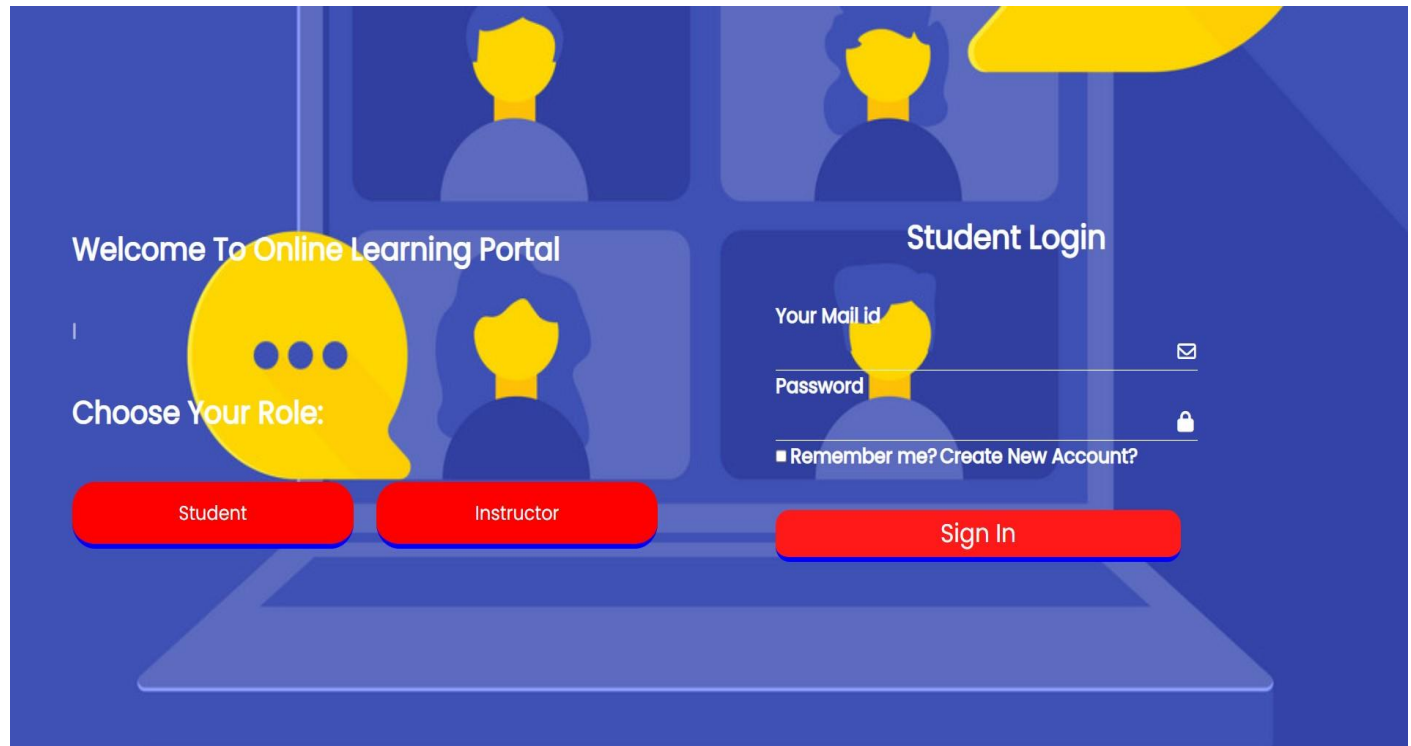 Welcome To Online Learning Portal
Choose Your Role:
Student
Instructor
Student Login
Your Mail id
Password
Remember me? Create New Account?
Sign In